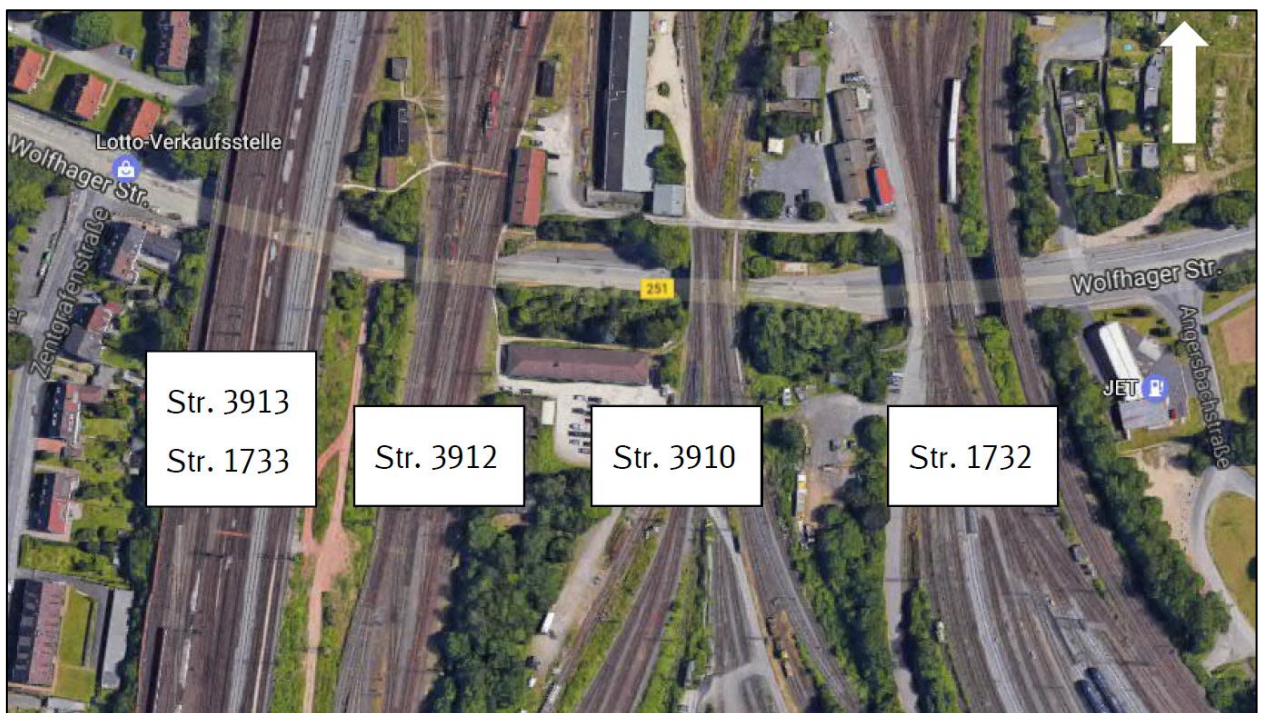 Lotto-Verkaufsstelle
Wolfhager Str.
Zentgrafenstraße
251
Wolfhager Str.
Angersbachstraße
JET
Str. 3913
Str. 1733
Str. 3912
Str. 3910
Str. 1732